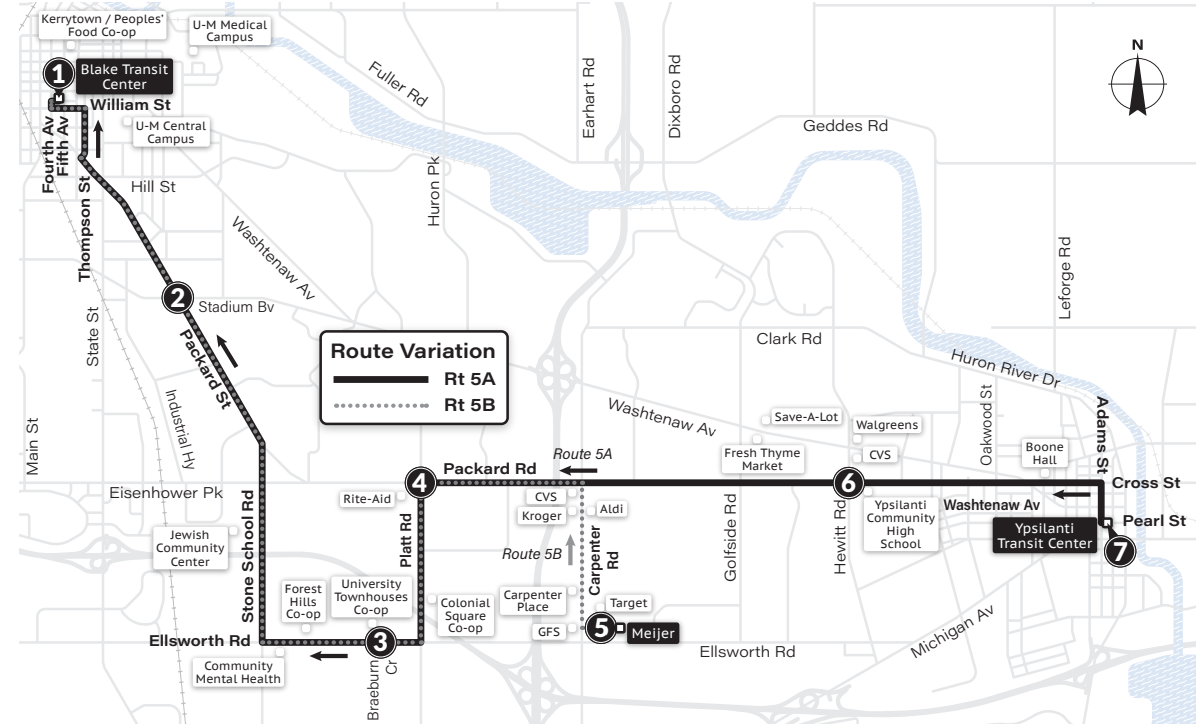 Kerrytown / Peoples'
Food Co-op
U-M Medical
Campus
1
Blake Transit
Center
William St
Fourth Av
Fifth Av
U-M Central
Campus
Thompson St
Hill St
Washtenaw Av
Fuller Rd
Huron Pk
Earhart Rd
Dixboro Rd
Geddes Rd
N
2
Stadium Bv
State St
Packard St
Industrial Hy
Main St
Route Variation
Rt 5A
Rt 5B
Clark Rd
Leforge Rd
Huron River Dr
Washtenaw Av
Save-A-Lot
Walgreens
Fresh Thyme
Market
CVS
Oakwood St
Boone
Hall
Adams St
Route 5A
Packard Rd
4
6
Cross St
Eisenhower Pk
Rite-Aid
CVS
Kroger
Aldi
Golfside Rd
Hewitt Rd
Ypsilanti
Community
High
School
Washtenaw Av
Pearl St
Ypsilanti
Transit Center
7
Jewish
Community
Center
Stone School Rd
Platt Rd
Route 5B
Carpenter
Rd
Forest
Hills
Co-op
University
Townhouses
Co-op
Colonial
Square
Co-op
Carpenter
Place
Target
GFS
5
Meijer
Ellsworth Rd
3
Ellsworth Rd
Michigan Av
Community
Mental Health
Braeburn
Cr